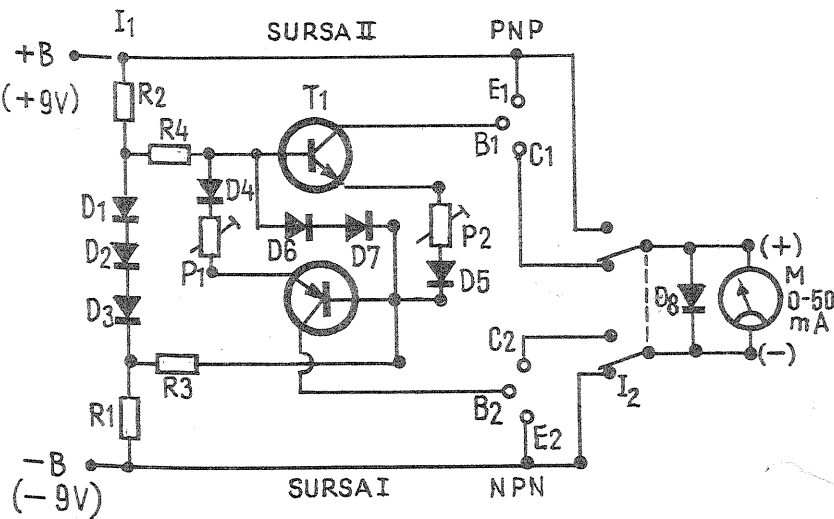 I1 SURSA II PNP
+B
(+9V)
R2 T1 E1
R4 B1 C1
D1 D4
D2 P1 D6 D7 P2
D3 D5
(+)
D8 M
0-50
mA
C2 (-)
R3 I2
R1 B2 E2
-B
(-9V)
SURSA I NPN